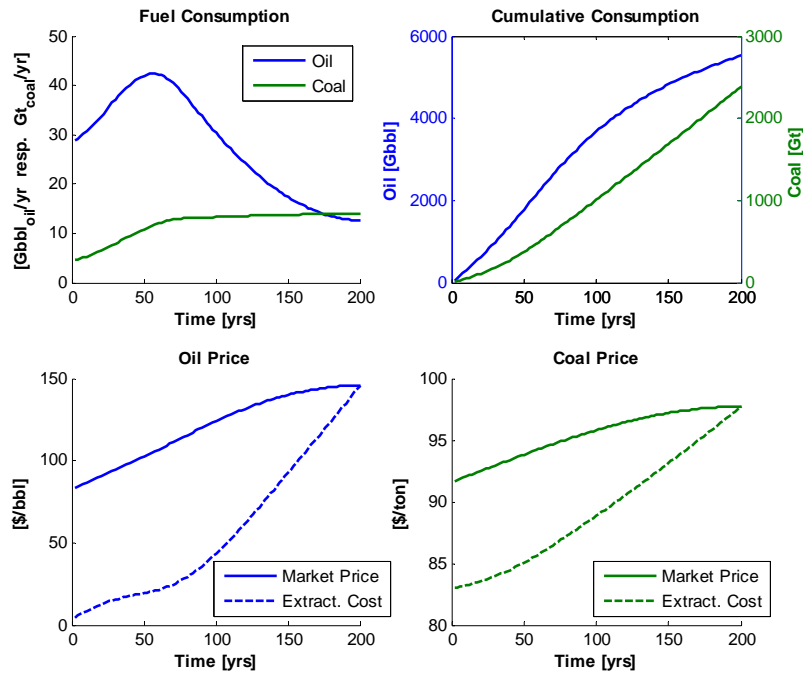 Fuel Consumption
[Gbbl_oil/yr resp. Gt_coal/yr]
50
40
30
20
10
0
Oil
Coal
0 50 100 150 200
Time [yrs]
Cumulative Consumption
Oil [Gbbl]
6000
4000
2000
0
Coal [Gt]
3000
2000
1000
0
0 50 100 150 200
Time [yrs]
Oil Price
[$/bbl]
150
100
50
0
Market Price
Extract. Cost
0 50 100 150 200
Time [yrs]
Coal Price
[$/ton]
100
95
90
85
80
Market Price
Extract. Cost
0 50 100 150 200
Time [yrs]